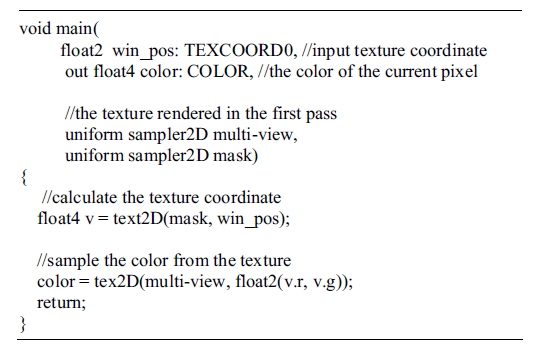 void main(
float2 win_pos: TEXCOORD0, //input texture coordinate
out float4 color: COLOR, //the color of the current pixel
//the texture rendered in the first pass
uniform sampler2D multi-view,
uniform sampler2D mask)
{
//calculate the texture coordinate
float4 v = text2D(mask, win_pos);
//sample the color from the texture
color = tex2D(multi-view, float2(v.r, v.g));
return;
}